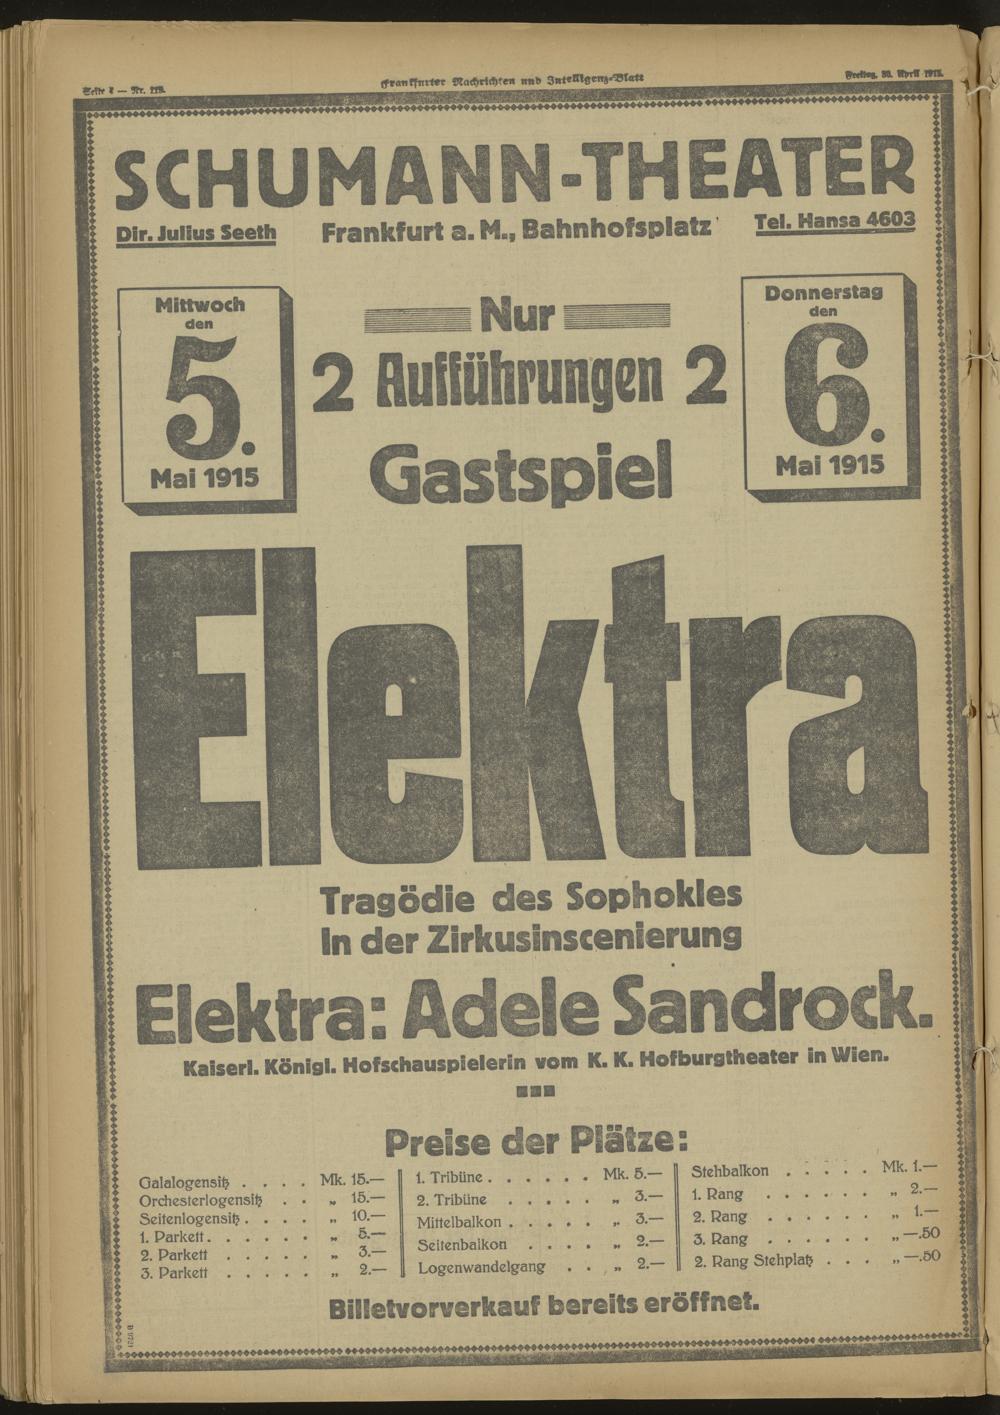 Seite 4 — Nr. 119.
Frankfurter Nachrichten und Intelligenz-Blatt
Freitag, 30. April 1915.
SCHUMANN-THEATER
Dir. Julius Seeth
Frankfurt a. M., Bahnhofsplatz
Tel. Hansa 4603
Mittwoch
den
5.
Mai 1915
Nur
2 Aufführungen 2
Gastspiel
Donnerstag
den
6.
Mai 1915
Elektra
Tragödie des Sophokles
In der Zirkusinscenierung
Elektra: Adele Sandrock.
Kaiserl. Königl. Hofschauspielerin vom K. K. Hofburgtheater in Wien.
Preise der Plätze:
Galalogensitz . . . . Mk. 15.—
Orchesterlogensitz . . „ 15.—
Seitenlogensitz . . . . „ 10.—
1. Parkett . . . . . . „ 5.—
2. Parkett . . . . . „ 3.—
3. Parkett . . . . . „ 2.—
1. Tribüne . . . . . . Mk. 5.—
2. Tribüne . . . . . „ 3.—
Mittelbalkon . . . . . „ 3.—
Seitenbalkon . . . . „ 2.—
Logenwandelgang . . „ 2.—
Stehbalkon . . . . . Mk. 1.—
1. Rang . . . . . . „ 2.—
2. Rang . . . . . . „ 1.—
3. Rang . . . . . . „ —.50
2. Rang Stehplatz . . . „ —.50
Billetvorverkauf bereits eröffnet.